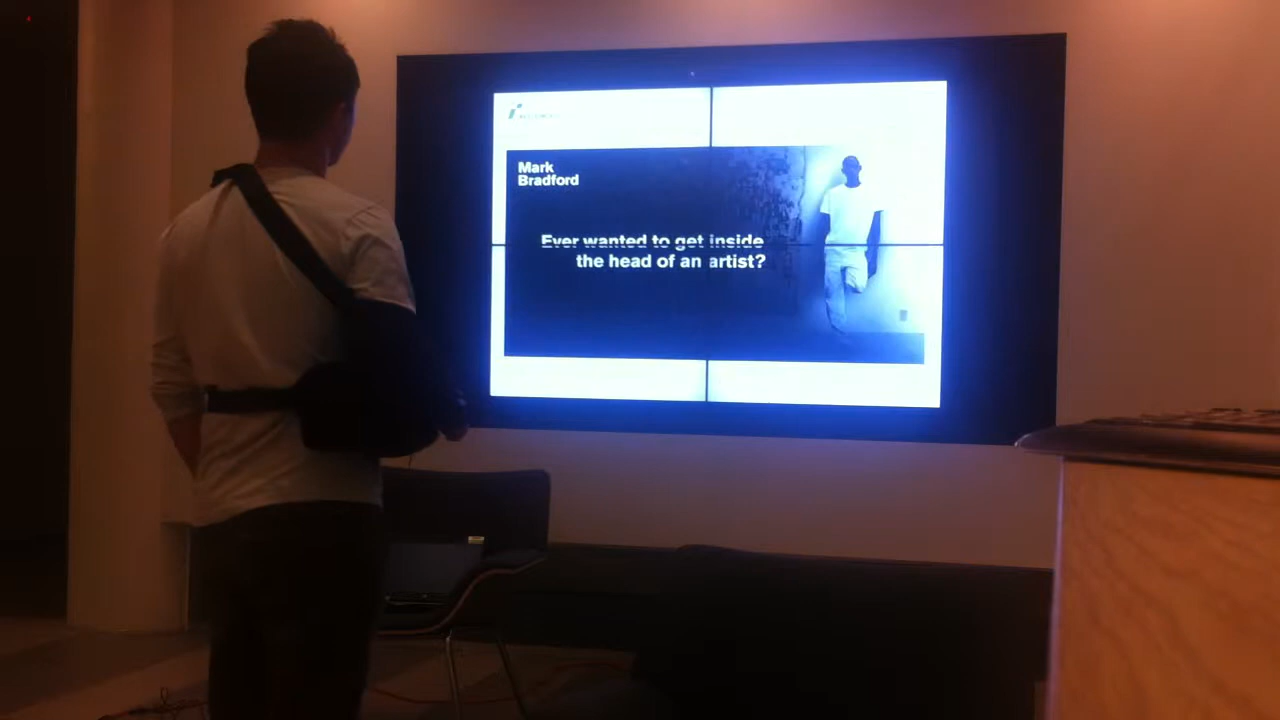 Mark
Bradford
Ever wanted to get inside
the head of an artist?